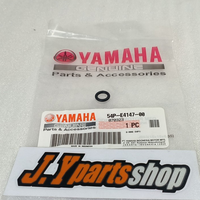 YAMAHA
GENUINE
Parts & Accessories
YAMAHA
54P-E4147-00
1 PC
J.Ypartsshop